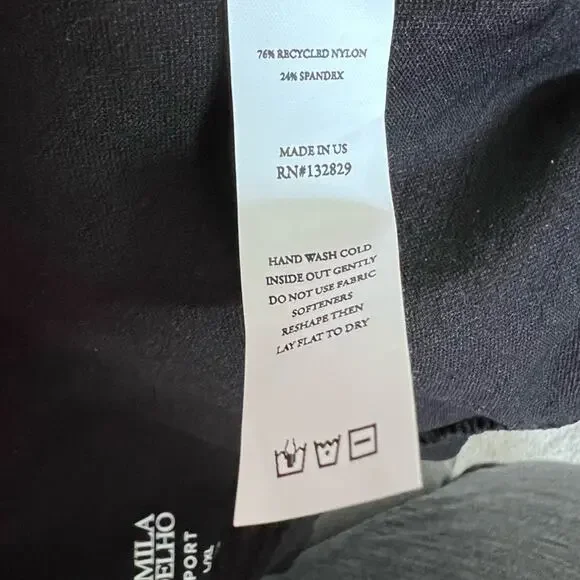 76% RECYCLED NYLON
24% SPANDEX
MADE IN US
RN#132829
HAND WASH COLD
INSIDE OUT GENTLY
DO NOT USE FABRIC
SOFTENERS
RESHAPE THEN
LAY FLAT TO DRY
MILA
ELHO
PORT